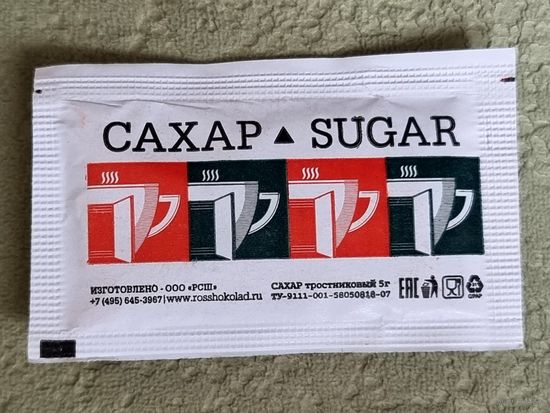 САХАР ▲ SUGAR
ИЗГОТОВЛЕНО - ООО «РСШ»
+7 (495) 645-3967 | www.rosshokolad.ru
САХАР тростниковый 5г
ТУ-9111-001-58050818-07
EAC
C/PAP